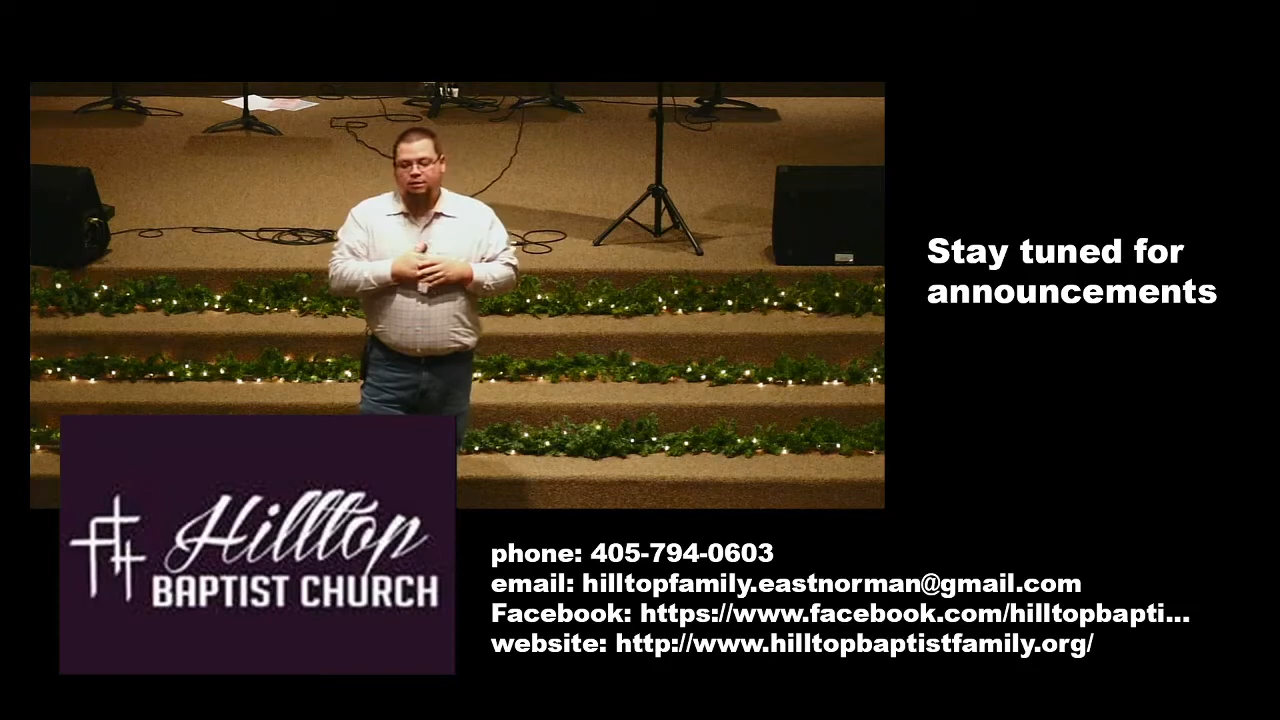 Stay tuned for
announcements
Hilltop
BAPTIST CHURCH
phone: 405-794-0603
email: hilltopfamily.eastnorman@gmail.com
Facebook: https://www.facebook.com/hilltopbapti...
website: http://www.hilltopbaptistfamily.org/